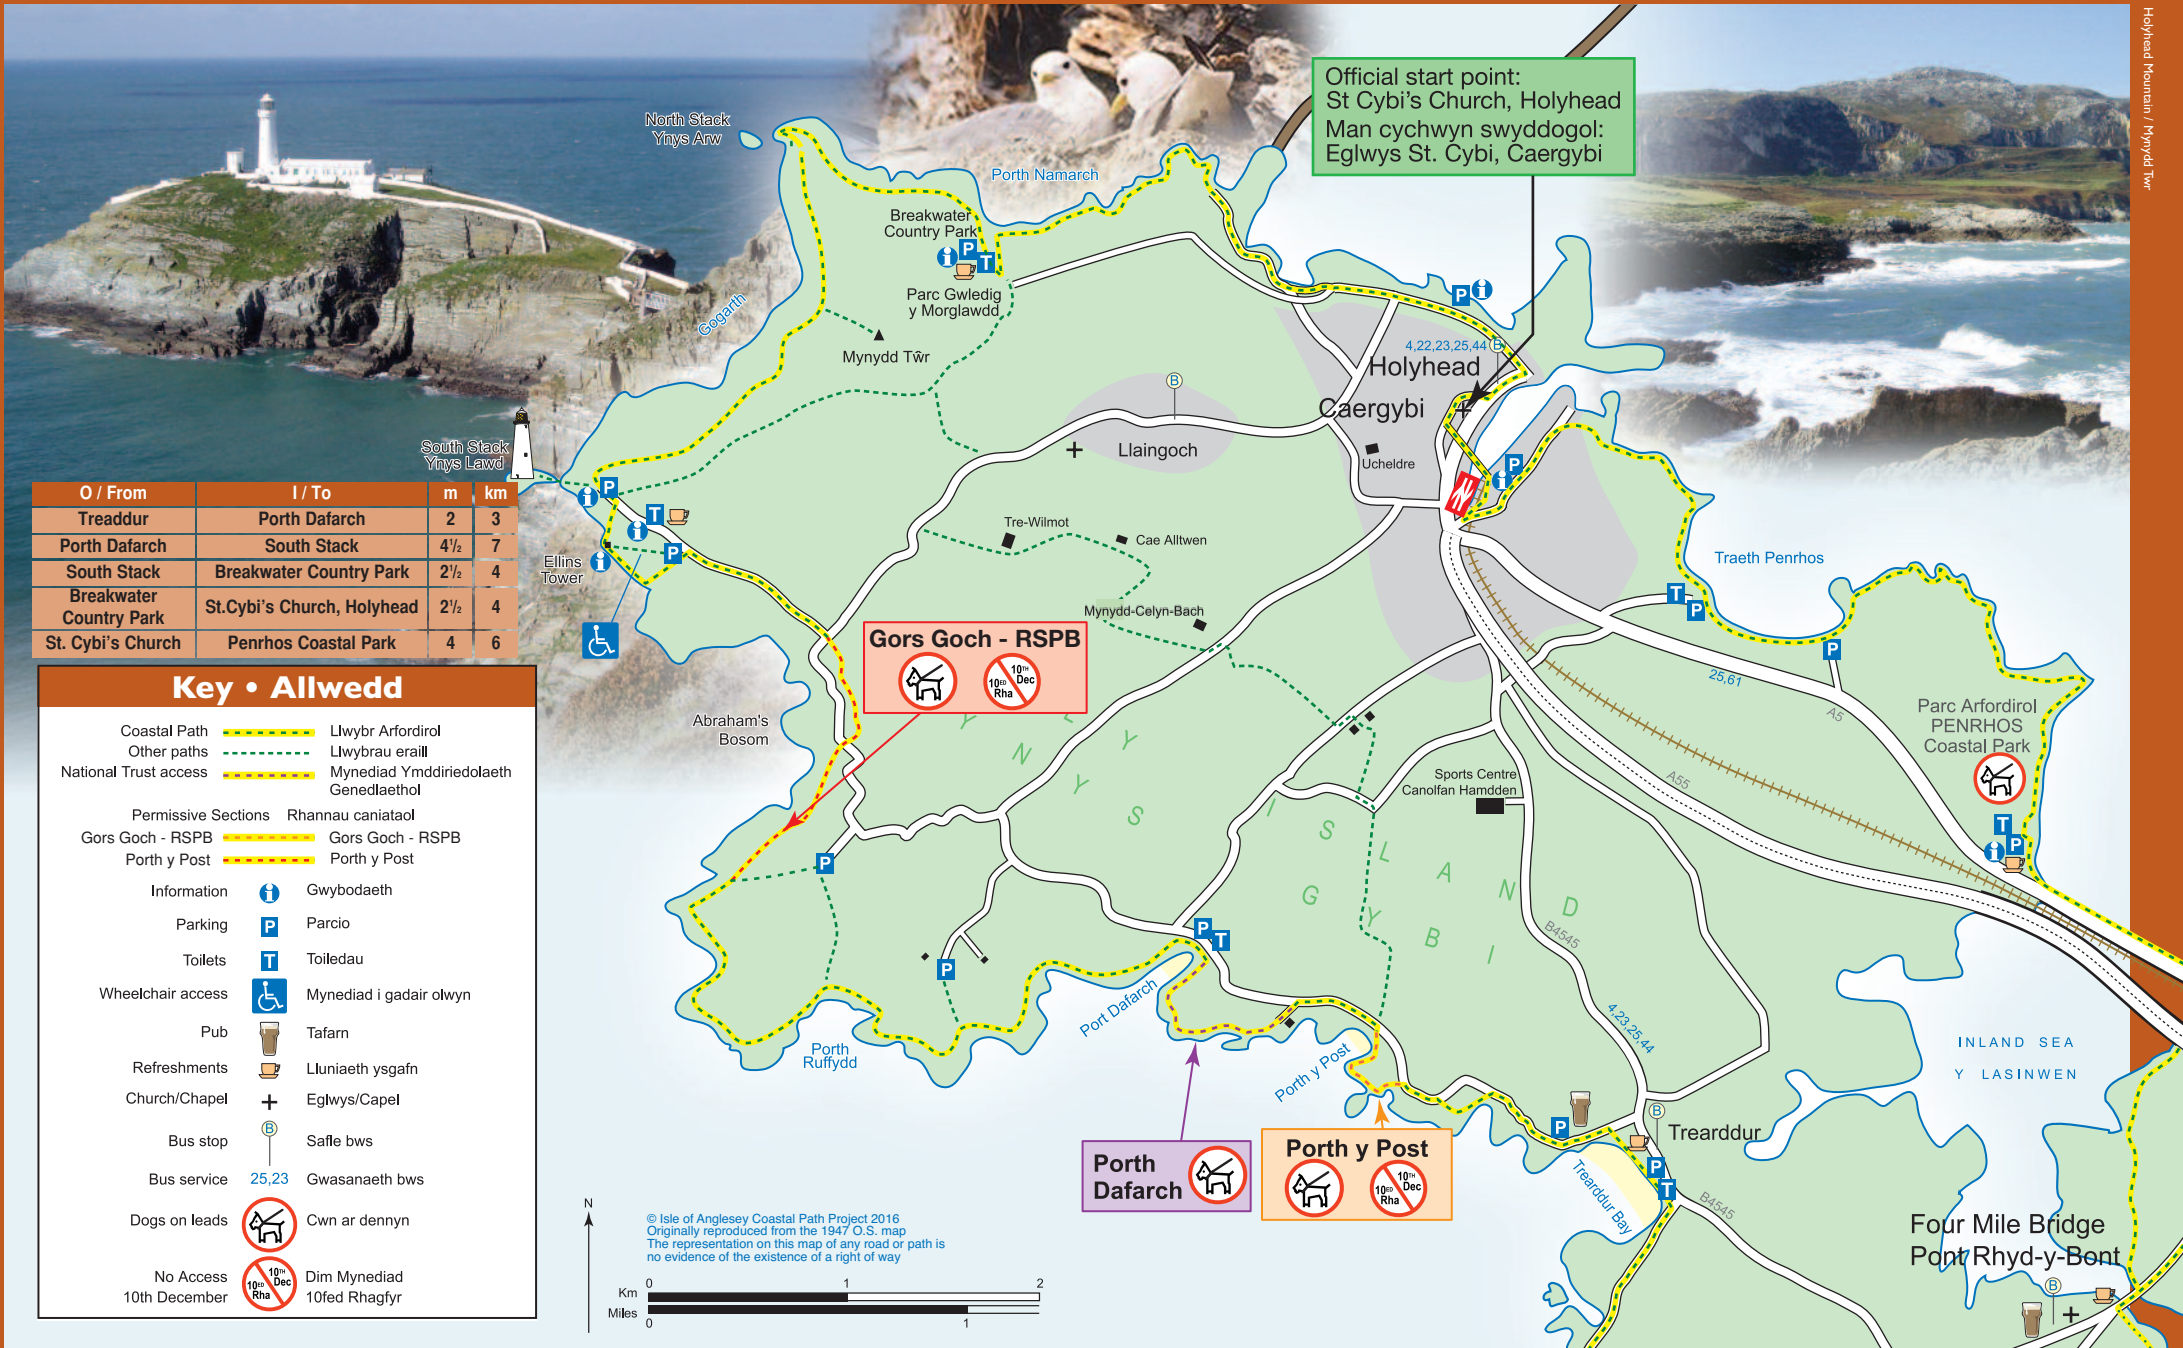 Holyhead Mountain / Mynydd Twr
Official start point:
St Cybi's Church, Holyhead
Man cychwyn swyddogol:
Eglwys St. Cybi, Caergybi
North Stack
Ynys Arw
Porth Namarch
Breakwater
Country Park
P
T
Parc Gwledig
y Morglawdd
Gogarth
Mynydd Tŵr
P
4,22,23,25,44
B
Holyhead
Caergybi
B
Llaingoch
Ucheldre
P
South Stack
Ynys Lawd
P
T
P
Ellins
Tower
Tre-Wilmot
Cae Alltwen
Mynydd-Celyn-Bach
Traeth Penrhos
T
P
P
25,61
A5
A55
Parc Arfordirol
PENRHOS
Coastal Park
T
P
O / From I / To m km
Treaddur Porth Dafarch 2 3
Porth Dafarch South Stack 4½ 7
South Stack Breakwater Country Park 2½ 4
Breakwater
Country Park St.Cybi's Church, Holyhead 2½ 4
St. Cybi's Church Penrhos Coastal Park 4 6
Gors Goch - RSPB
10TH
Dec
10ED
Rha
Abraham's
Bosom
Y N Y S
G Y B I
I S L A N D
Sports Centre
Canolfan Hamdden
P
P
P
T
B4545
4,23,25,44
Port Dafarch
Porth
Ruffydd
Porth y Post
Porth
Dafarch
Porth y Post
10TH
Dec
10ED
Rha
P
B
Trearddur
P
T
Trearddur Bay
B4545
INLAND SEA
Y LASINWEN
Four Mile Bridge
Pont Rhyd-y-Bont
B
Key • Allwedd
Coastal Path Llwybr Arfordirol
Other paths Llwybrau eraill
National Trust access Mynediad Ymddiriedolaeth
Genedlaethol
Permissive Sections Rhannau caniataol
Gors Goch - RSPB Gors Goch - RSPB
Porth y Post Porth y Post
Information Gwybodaeth
Parking P Parcio
Toilets T Toiledau
Wheelchair access Mynediad i gadair olwyn
Pub Tafarn
Refreshments Lluniaeth ysgafn
Church/Chapel Eglwys/Capel
Bus stop B Safle bws
Bus service 25,23 Gwasanaeth bws
Dogs on leads Cwn ar dennyn
No Access 10TH Dec Dim Mynediad
10th December 10ED Rha 10fed Rhagfyr
N
© Isle of Anglesey Coastal Path Project 2016
Originally reproduced from the 1947 O.S. map
The representation on this map of any road or path is
no evidence of the existence of a right of way
0 1 2
Km
Miles
0 1